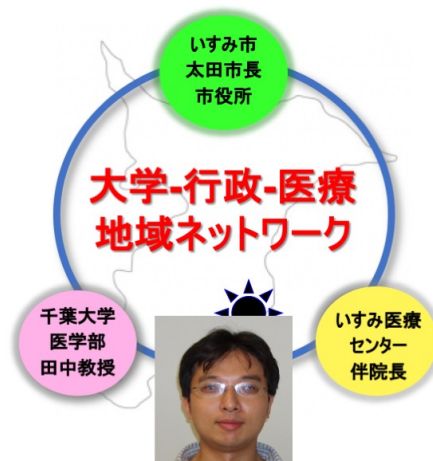 いすみ市
太田市長
市役所
大学-行政-医療
地域ネットワーク
千葉大学
医学部
田中教授
いすみ医療
センター
伴院長